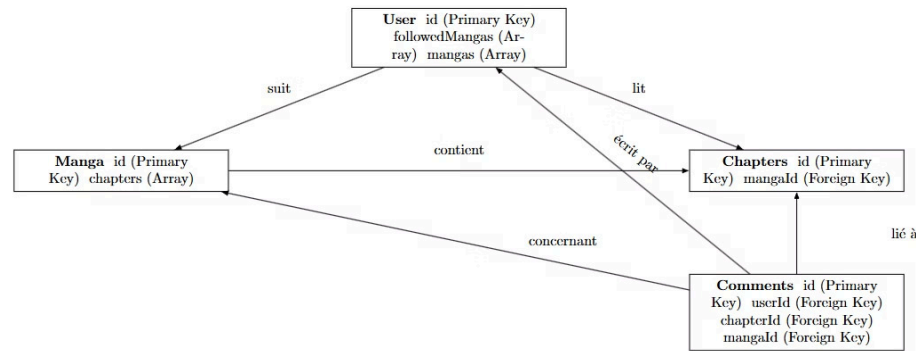 User id (Primary Key)
followedMangas (Ar-
ray) mangas (Array)
suit
lit
écrit par
contient
Manga id (Primary
Key) chapters (Array)
Chapters id (Primary
Key) mangaId (Foreign Key)
concernant
lié à
Comments id (Primary
Key) userId (Foreign Key)
chapterId (Foreign Key)
mangaId (Foreign Key)